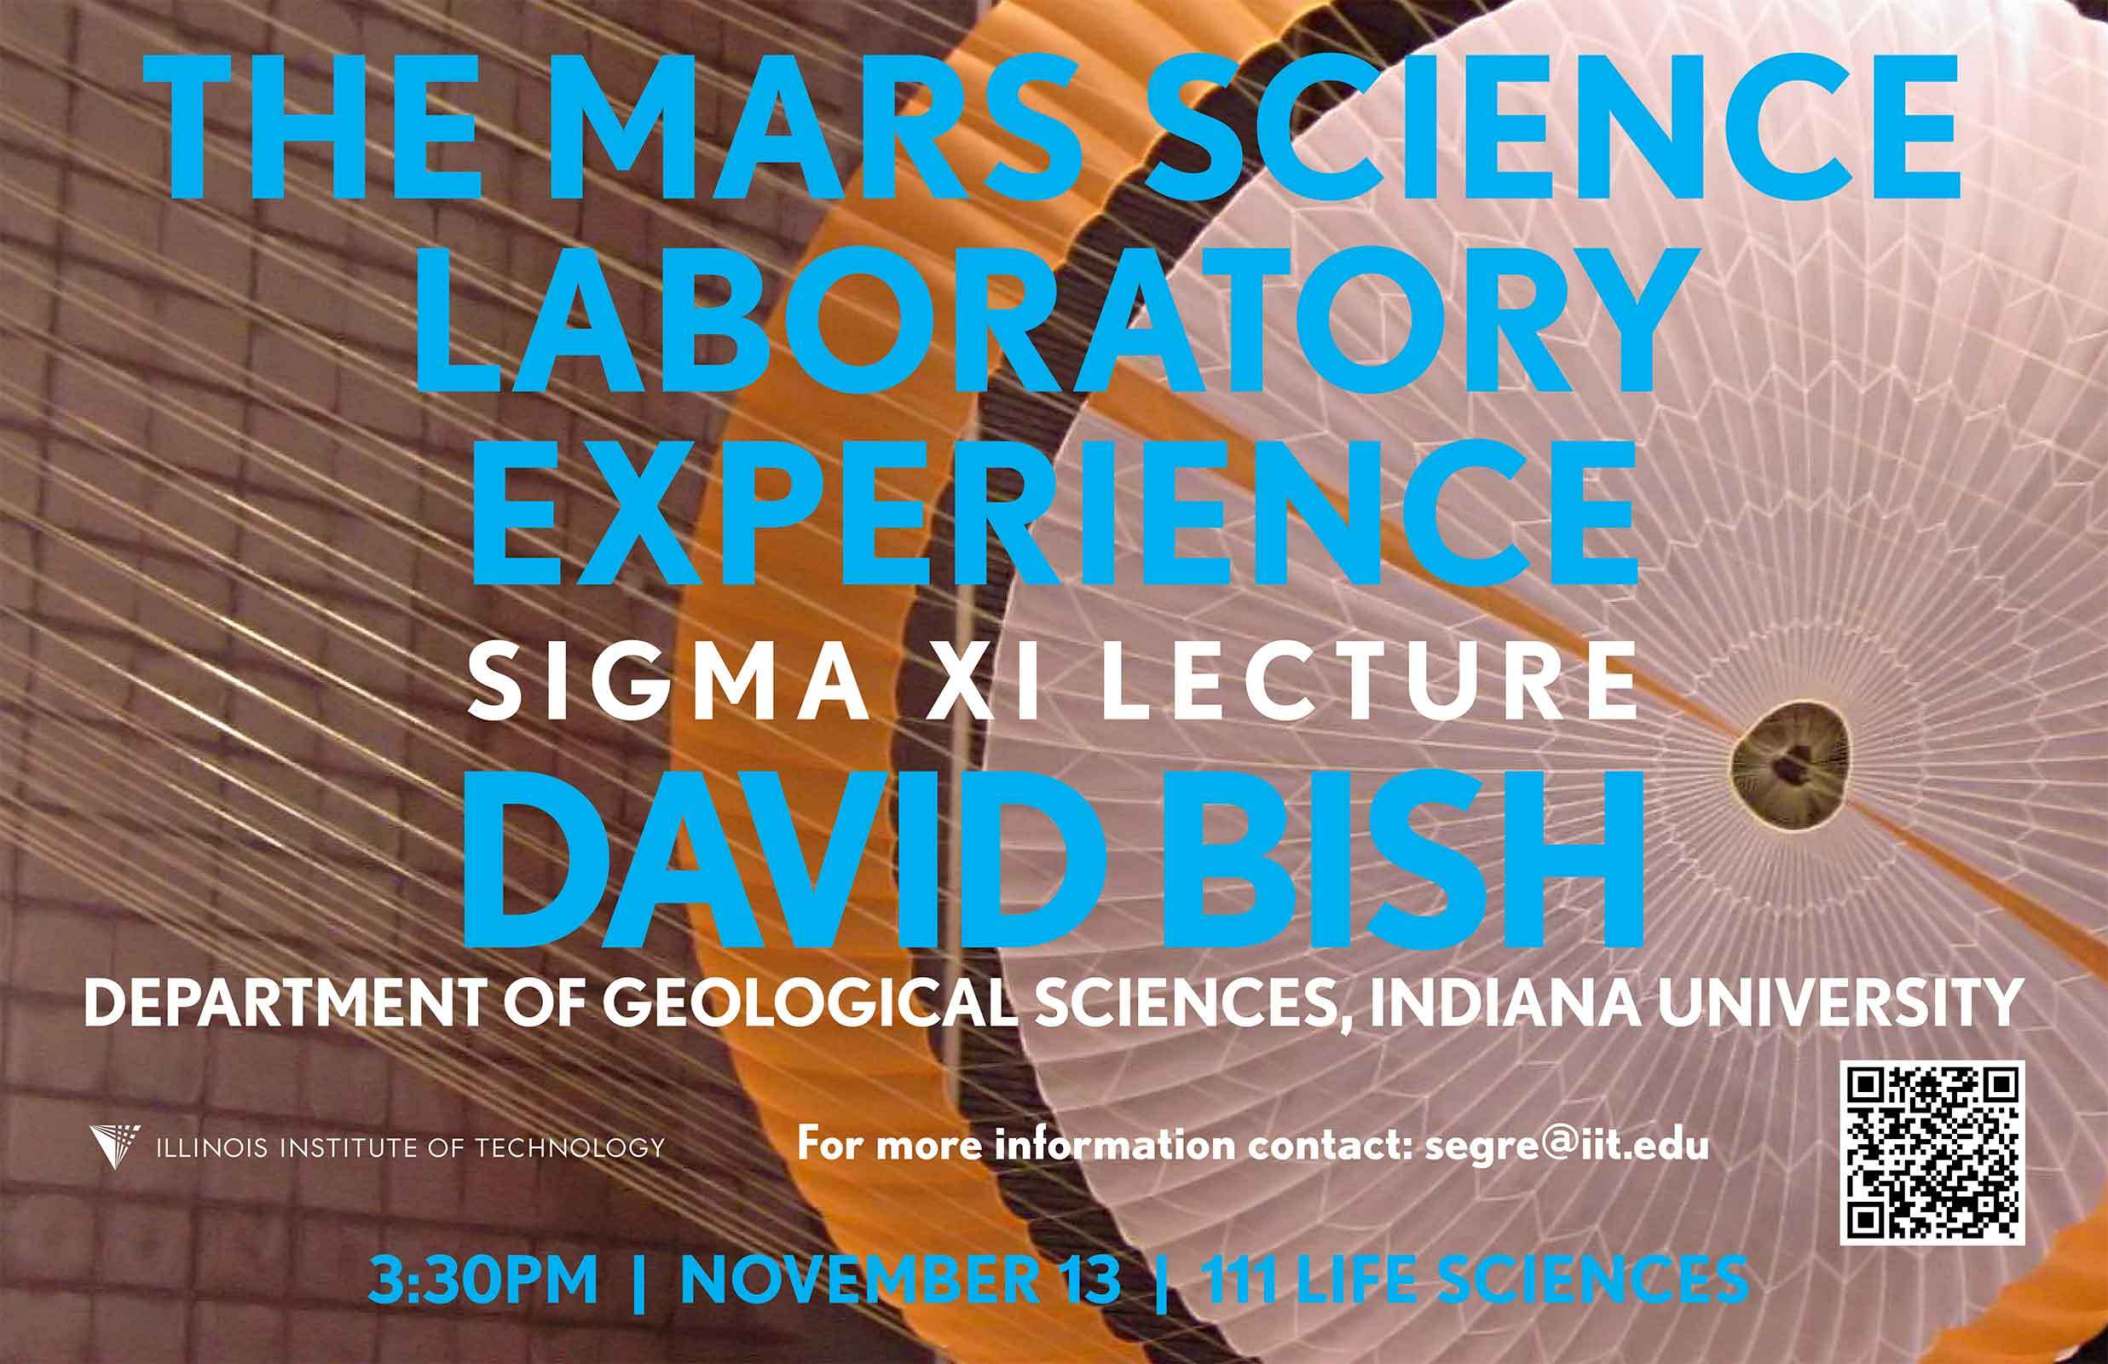 THE MARS SCIENCE
LABORATORY
EXPERIENCE
SIGMA XI LECTURE
DAVID BISH
DEPARTMENT OF GEOLOGICAL SCIENCES, INDIANA UNIVERSITY
ILLINOIS INSTITUTE OF TECHNOLOGY
For more information contact: segre@iit.edu
3:30PM | NOVEMBER 13 | 111 LIFE SCIENCES